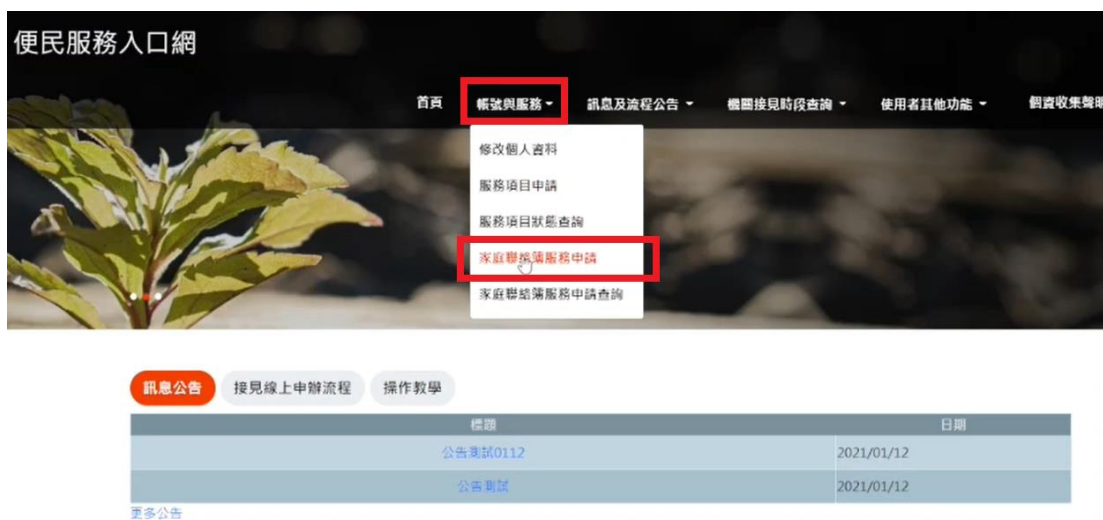 便民服務入口網
首頁 帳號與服務 訊息及流程公告 機關接見時段查詢 使用者其他功能 個資收集聲明
修改個人資料
服務項目申請
服務項目狀態查詢
家庭聯絡簿服務申請
家庭聯絡簿服務申請查詢
訊息公告 接見線上申辦流程 操作教學
標題 日期
公告測試0112 2021/01/12
公告測試 2021/01/12
更多公告